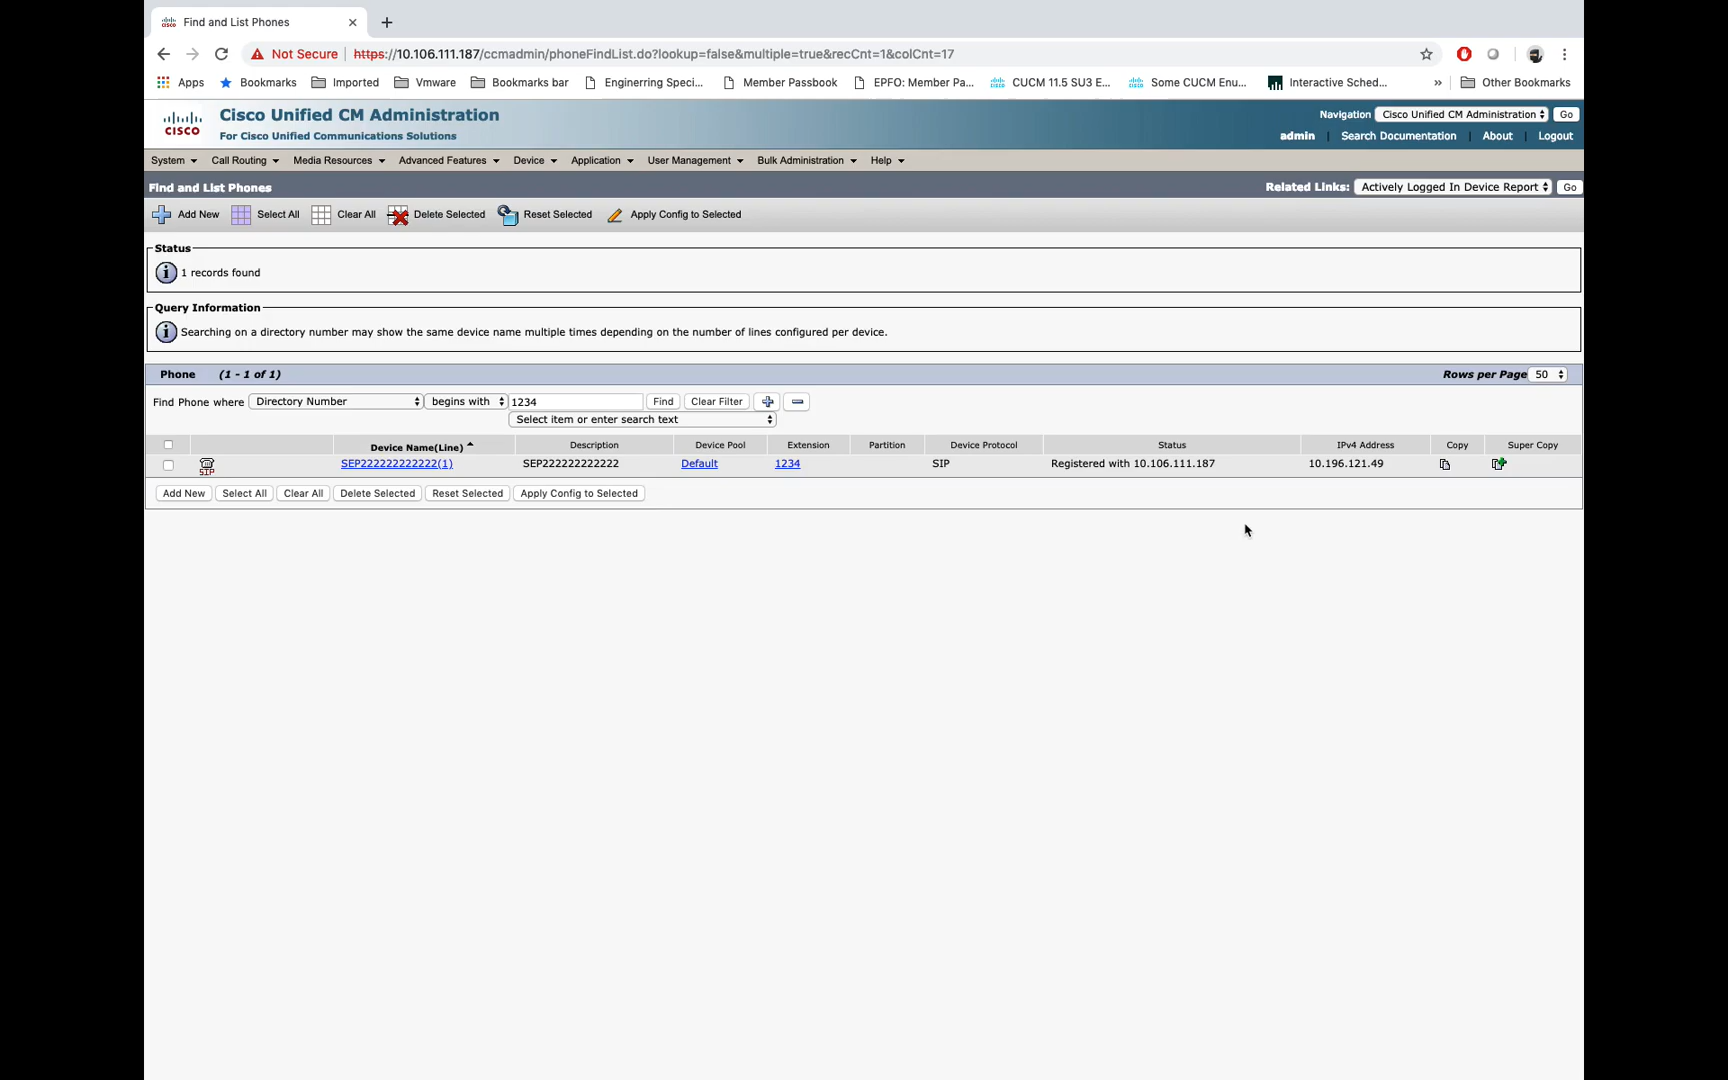 Find and List Phones
Not Secure | https://10.106.111.187/ccmadmin/phoneFindList.do?lookup=false&multiple=true&recCnt=1&colCnt=17
Apps Bookmarks Imported Vmware Bookmarks bar Enginerring Speci... Member Passbook EPFO: Member Pa... CUCM 11.5 SU3 E... Some CUCM Enu... Interactive Sched... » Other Bookmarks
CISCO Cisco Unified CM Administration Navigation Cisco Unified CM Administration Go
For Cisco Unified Communications Solutions admin | Search Documentation | About | Logout
System Call Routing Media Resources Advanced Features Device Application User Management Bulk Administration Help
Find and List Phones Related Links: Actively Logged In Device Report Go
Add New Select All Clear All Delete Selected Reset Selected Apply Config to Selected
Status
1 records found
Query Information
Searching on a directory number may show the same device name multiple times depending on the number of lines configured per device.
Phone (1 - 1 of 1) Rows per Page 50
Find Phone where Directory Number begins with 1234 Find Clear Filter
Select item or enter search text
Device Name(Line) Description Device Pool Extension Partition Device Protocol Status IPv4 Address Copy Super Copy
SIP SEP222222222222(1) SEP222222222222 Default 1234 SIP Registered with 10.106.111.187 10.196.121.49
Add New Select All Clear All Delete Selected Reset Selected Apply Config to Selected